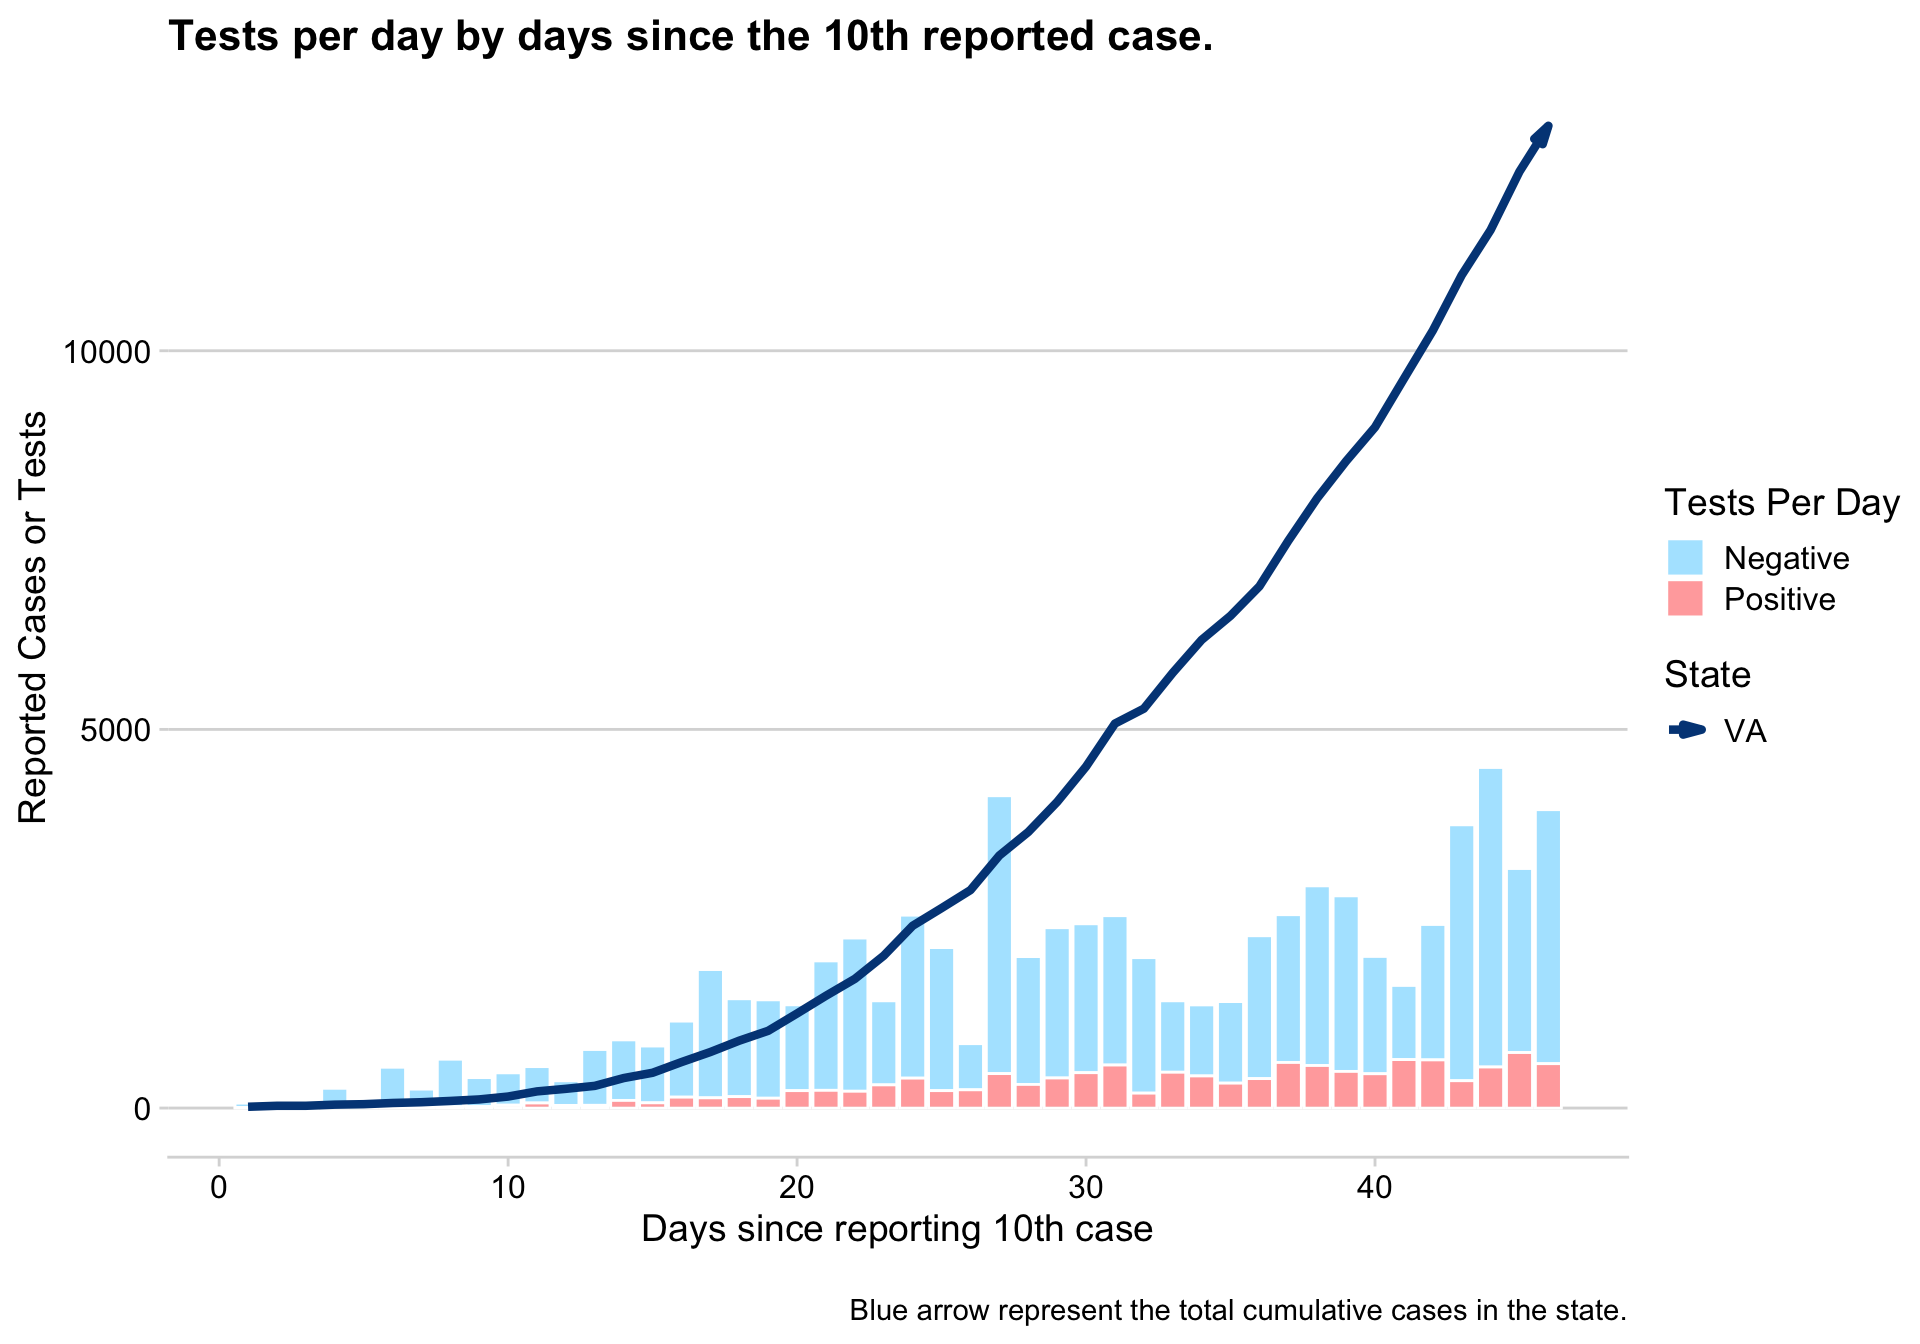 Tests per day by days since the 10th reported case.
Reported Cases or Tests
10000
5000
0
0 10 20 30 40
Days since reporting 10th case
Tests Per Day
Negative
Positive
State
VA
Blue arrow represent the total cumulative cases in the state.